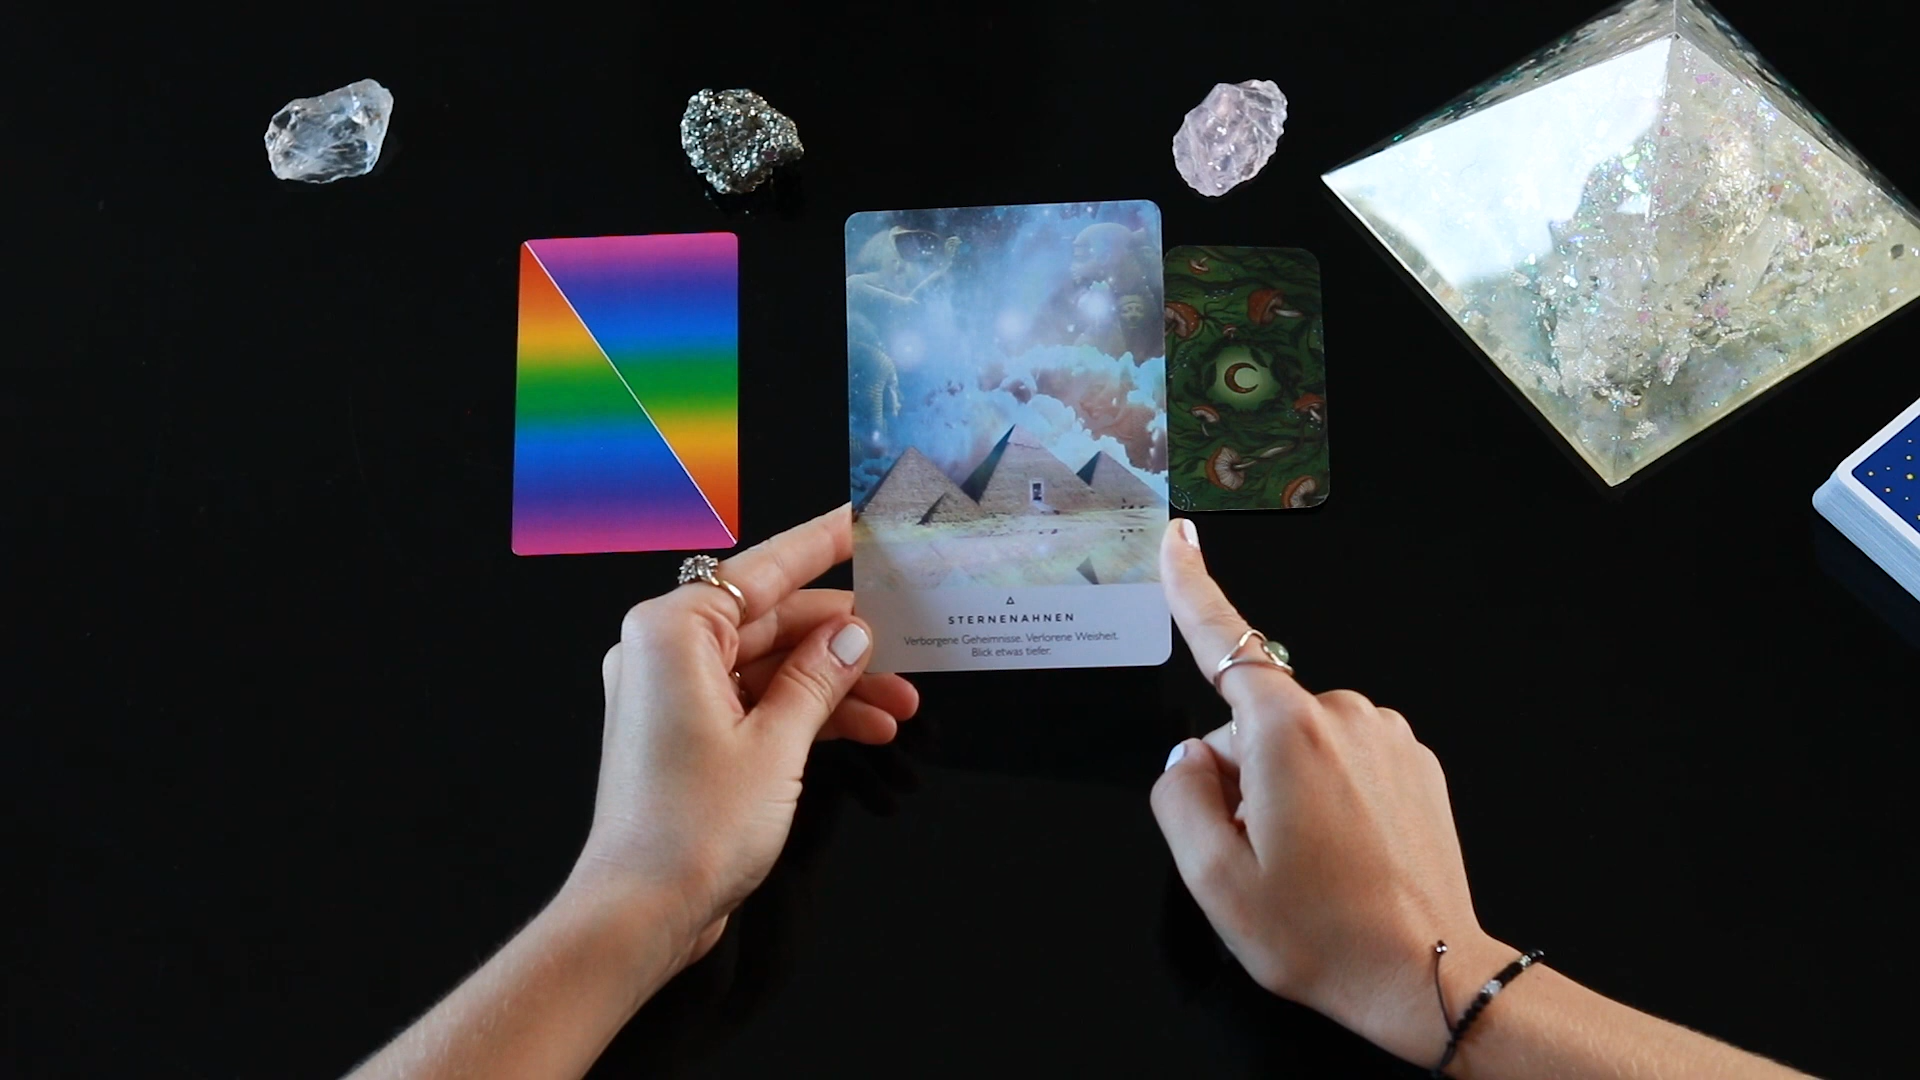 STERNENAHNEN
Verborgene Geheimnisse. Verlorene Weisheit.
Blick etwas tiefer.